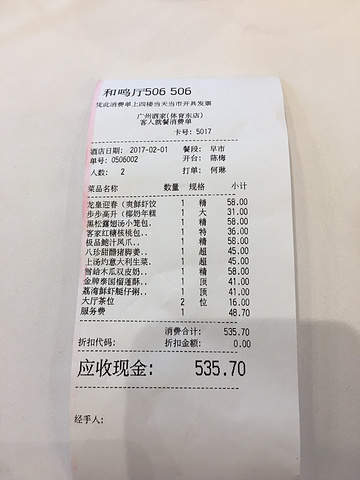 和鸣厅506 506
凭此消费单上四楼当天当市开具发票
广州酒家(体育东店)
客人就餐消费单
卡号: 5017
酒店日期: 2017-02-01 餐段: 早市
单号: 0506002 开台: 陈梅
人数: 2 打单: 何琳
菜品名称 数量 规格 小计
龙皇迎春(爽鲜虾饺 1 精 58.00
步步高升(椰奶年糕 1 大 31.00
黑松露翅汤小笼包. 1 精 58.00
客家红糖核桃包.. 1 特 36.00
极品鲍汁凤爪.. 1 精 58.00
八珍甜醋猪脚姜.. 1 超 45.00
上汤灼意大利生菜. 1 超 45.00
木瓜双皮奶.. 1 精 58.00
金牌泰国榴莲酥.. 1 顶 41.00
荔湾鲜虾艇仔粥.. 1 顶 41.00
大厅茶位 2 位 16.00
服务费 1 48.70
消费合计: 535.70
折扣代码: 折扣金额: 0.00
应收现金: 535.70
经手人: